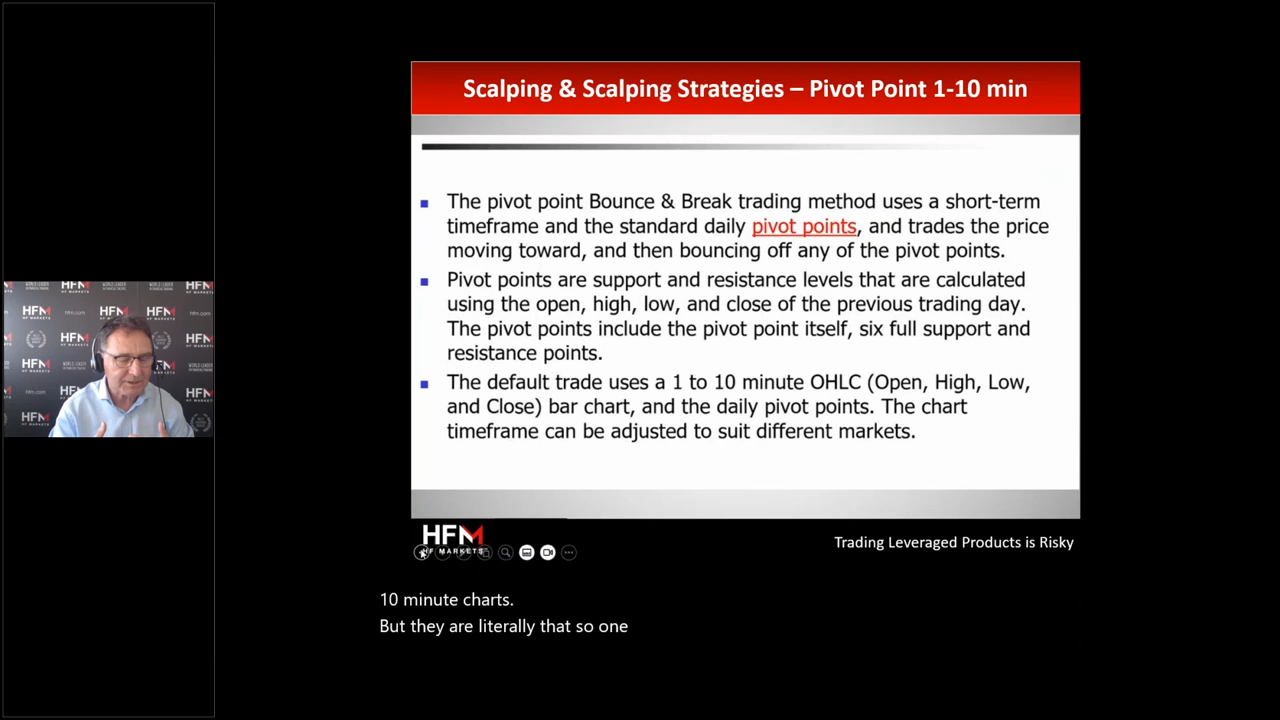 Scalping & Scalping Strategies – Pivot Point 1-10 min
The pivot point Bounce & Break trading method uses a short-term
timeframe and the standard daily pivot points, and trades the price
moving toward, and then bouncing off any of the pivot points.
Pivot points are support and resistance levels that are calculated
using the open, high, low, and close of the previous trading day.
The pivot points include the pivot point itself, six full support and
resistance points.
The default trade uses a 1 to 10 minute OHLC (Open, High, Low,
and Close) bar chart, and the daily pivot points. The chart
timeframe can be adjusted to suit different markets.
HFM
HF MARKETS
Trading Leveraged Products is Risky
10 minute charts.
But they are literally that so one